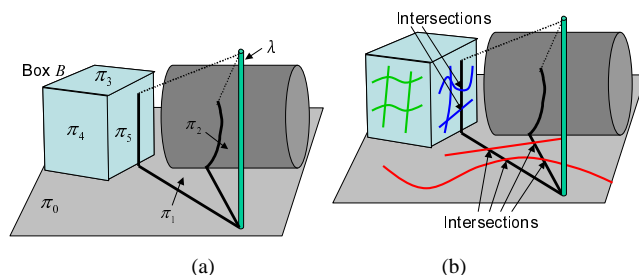 (a)
λ
Box B
π₃
π₄
π₅
π₂
π₁
π₀
(b)
Intersections
Intersections